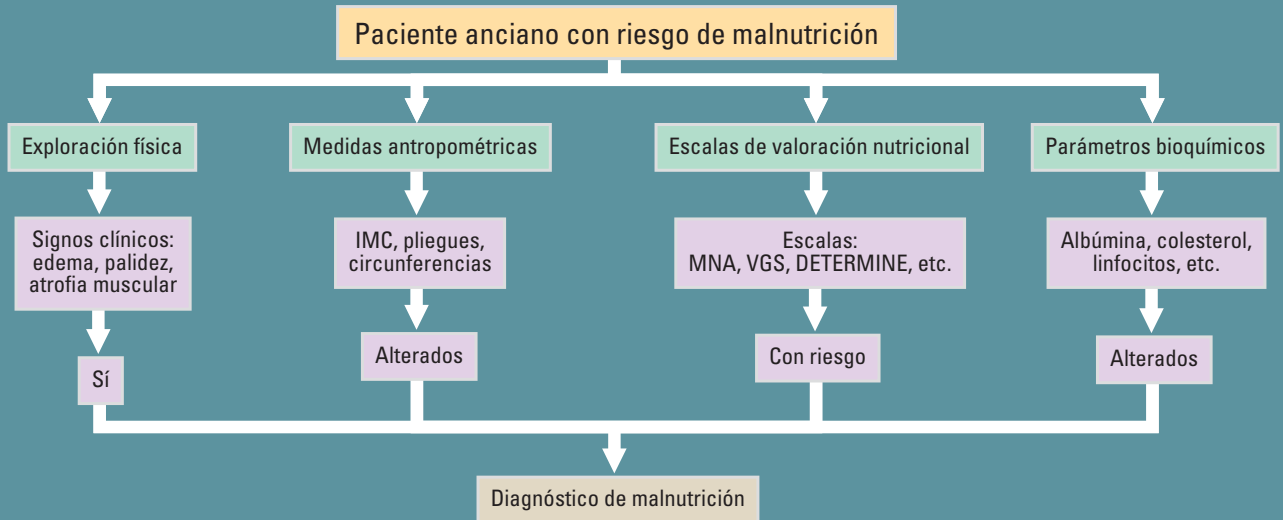 Paciente anciano con riesgo de malnutrición
Exploración física
Medidas antropométricas
Escalas de valoración nutricional
Parámetros bioquímicos
Signos clínicos:
edema, palidez,
atrofia muscular
IMC, pliegues,
circunferencias
Escalas:
MNA, VGS, DETERMINE, etc.
Albúmina, colesterol,
linfocitos, etc.
Sí
Alterados
Con riesgo
Alterados
Diagnóstico de malnutrición